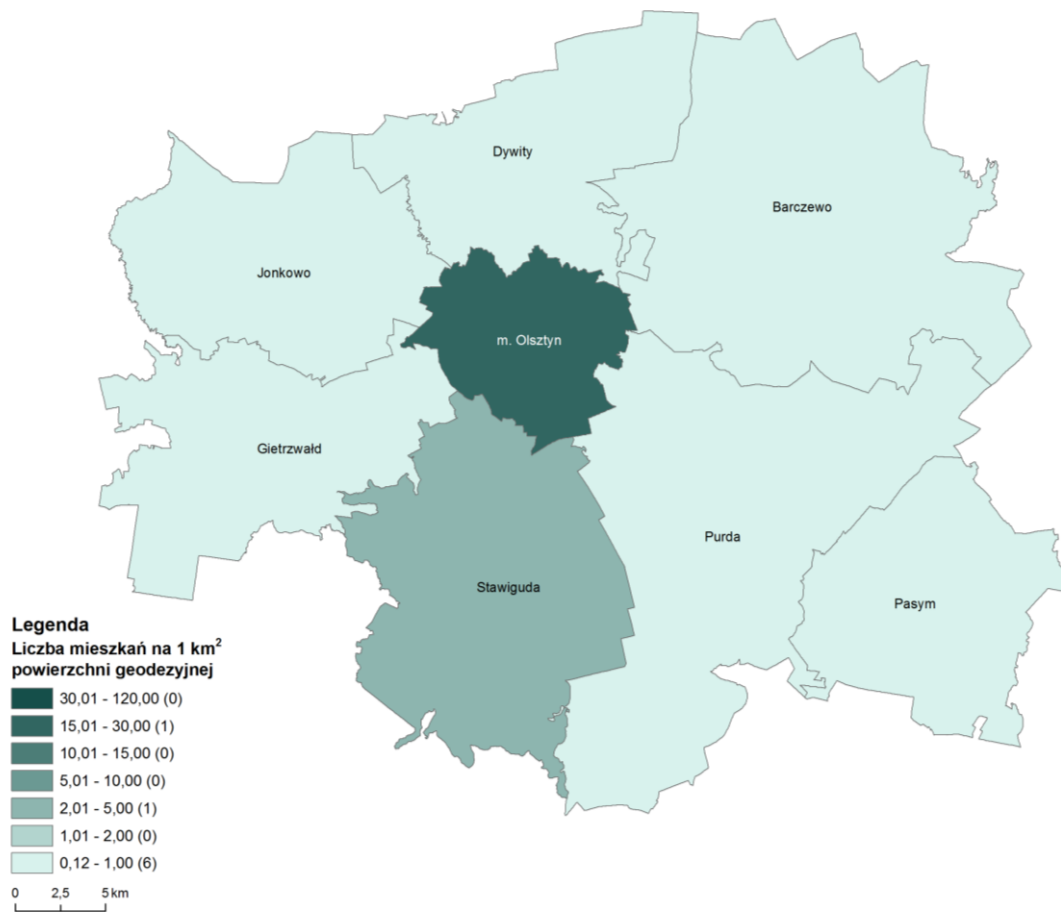 Dywity
Barczewo
Jonkowo
m. Olsztyn
Gietrzwałd
Purda
Stawiguda
Pasym
Legenda
Liczba mieszkań na 1 km²
powierzchni geodezyjnej
30,01 - 120,00 (0)
15,01 - 30,00 (1)
10,01 - 15,00 (0)
5,01 - 10,00 (0)
2,01 - 5,00 (1)
1,01 - 2,00 (0)
0,12 - 1,00 (6)
0 2,5 5 km